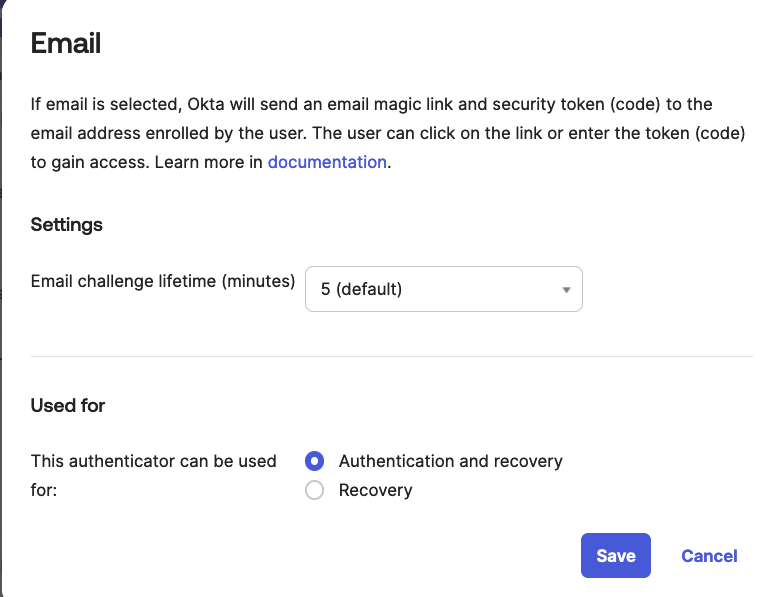 Email
If email is selected, Okta will send an email magic link and security token (code) to the
email address enrolled by the user. The user can click on the link or enter the token (code)
to gain access. Learn more in documentation.
Settings
Email challenge lifetime (minutes)
5 (default)
Used for
This authenticator can be used
for:
Authentication and recovery
Recovery
Save
Cancel